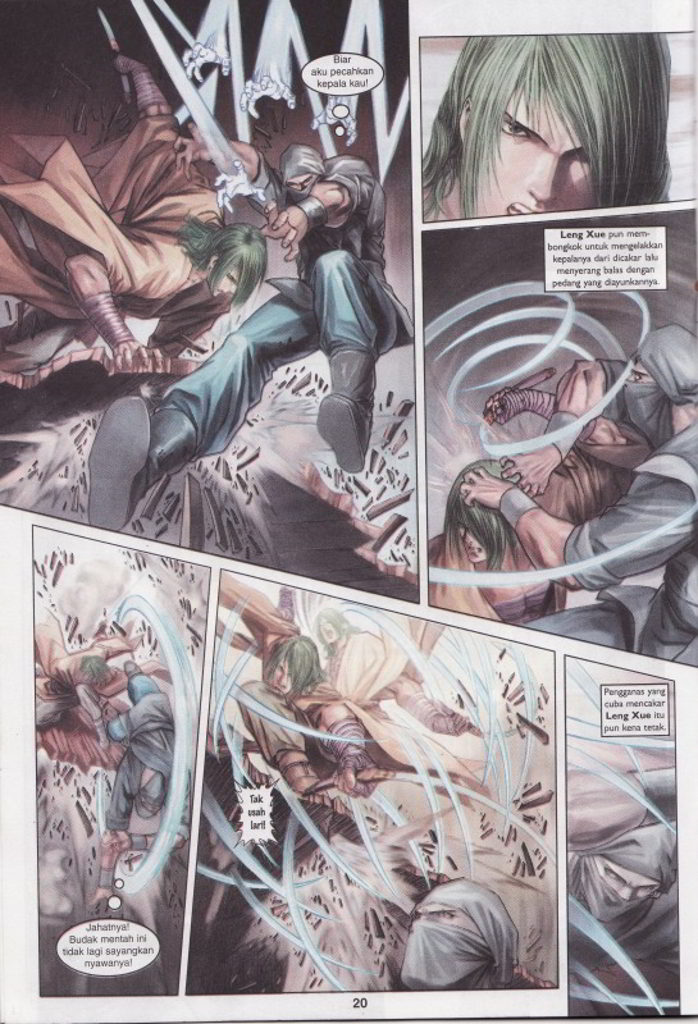 Biar
aku pecahkan
kepala kau!
Leng Xue pun mem-
bongkok untuk mengelakkan
kepalanya dari dicakar lalu
menyerang balas dengan
pedang yang diayunkannya.
Jahatnya!
Budak mentah ini
tidak lagi sayangkan
nyawanya!
Tak
usah
lari!
Pengganas yang
cuba mencakar
Leng Xue itu
pun kena tetak.
20